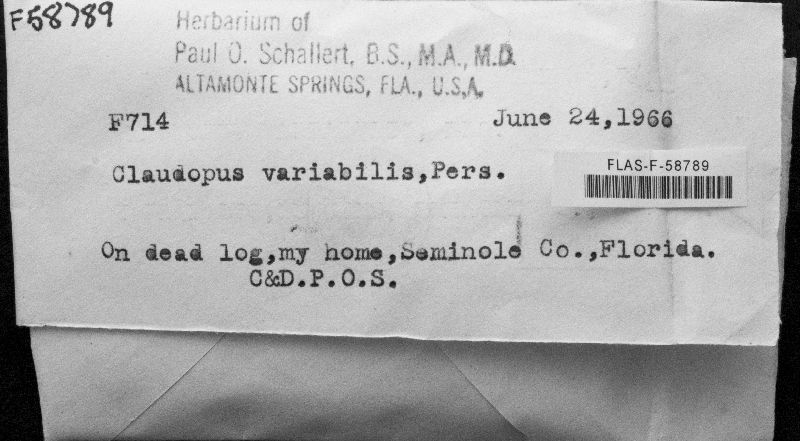 F58789
Herbarium of
Paul O. Schallert, B.S., M.A., M.D.
ALTAMONTE SPRINGS, FLA., U.S.A.
F714
June 24,1966
Claudopus variabilis,Pers.
FLAS-F-58789
On dead log,my home,Seminole Co.,Florida.
C&D.P.O.S.